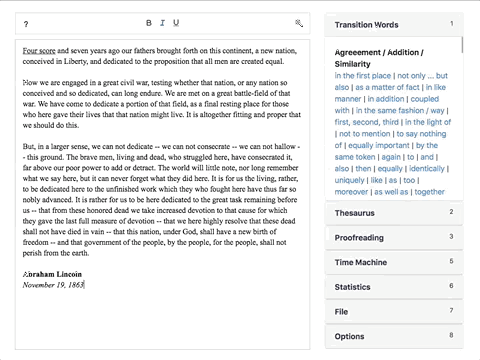 ? B I U
Four score and seven years ago our fathers brought forth on this continent, a new nation,
conceived in Liberty, and dedicated to the proposition that all men are created equal.
Now we are engaged in a great civil war, testing whether that nation, or any nation so
conceived and so dedicated, can long endure. We are met on a great battle-field of that
war. We have come to dedicate a portion of that field, as a final resting place for those
who here gave their lives that that nation might live. It is altogether fitting and proper that
we should do this.
But, in a larger sense, we can not dedicate -- we can not consecrate -- we can not hallow -
- this ground. The brave men, living and dead, who struggled here, have consecrated it,
far above our poor power to add or detract. The world will little note, nor long remember
what we say here, but it can never forget what they did here. It is for us the living, rather,
to be dedicated here to the unfinished work which they who fought here have thus far so
nobly advanced. It is rather for us to be here dedicated to the great task remaining before
us -- that from these honored dead we take increased devotion to that cause for which
they gave the last full measure of devotion -- that we here highly resolve that these dead
shall not have died in vain -- that this nation, under God, shall have a new birth of
freedom -- and that government of the people, by the people, for the people, shall not
perish from the earth.
Abraham Lincoln
November 19, 1863
Transition Words 1
Agreement / Addition /
Similarity
in the first place | not only ... but
also | as a matter of fact | in like
manner | in addition | coupled
with | in the same fashion / way |
first, second, third | in the light of
| not to mention | to say nothing
of | equally important | by the
same token | again | to | and |
also | then | equally | identically |
uniquely | like | as | too |
moreover | as well as | together
Thesaurus 2
Proofreading 3
Time Machine 5
Statistics 6
File 7
Options 8